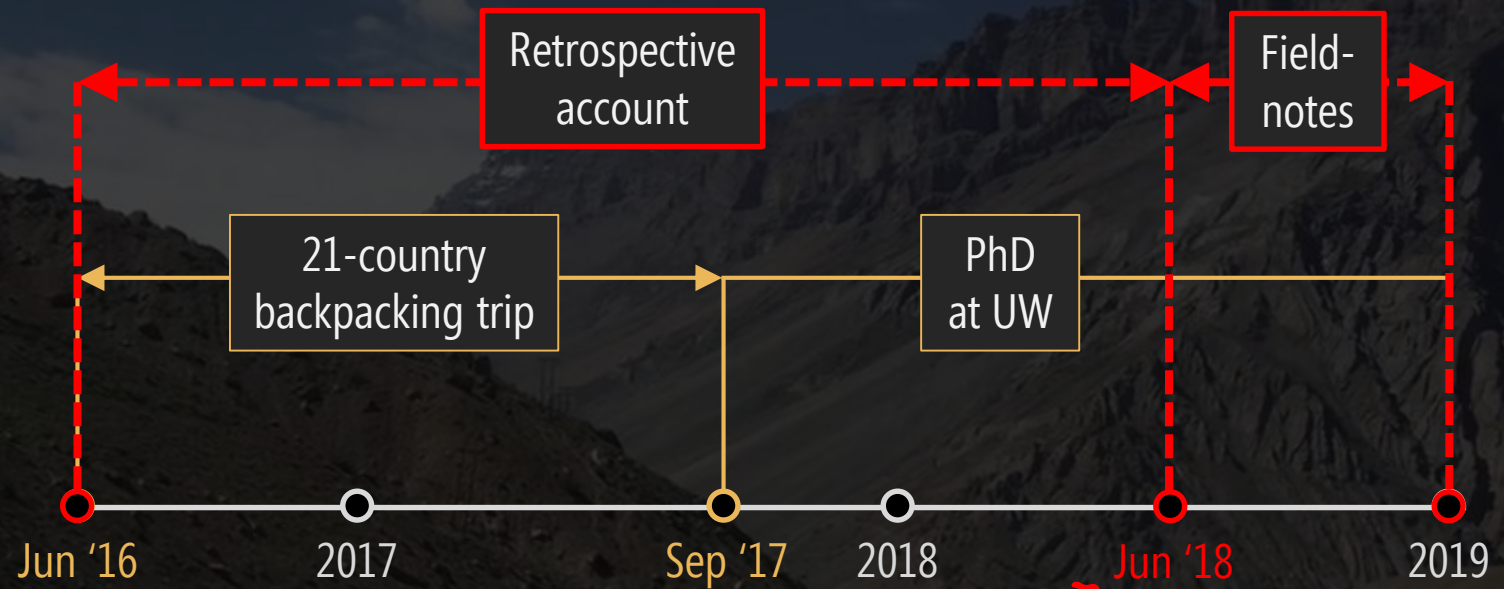 Retrospective
account
Field-
notes
21-country
backpacking trip
PhD
at UW
Jun ‘16
2017
Sep ‘17
2018
Jun ‘18
2019